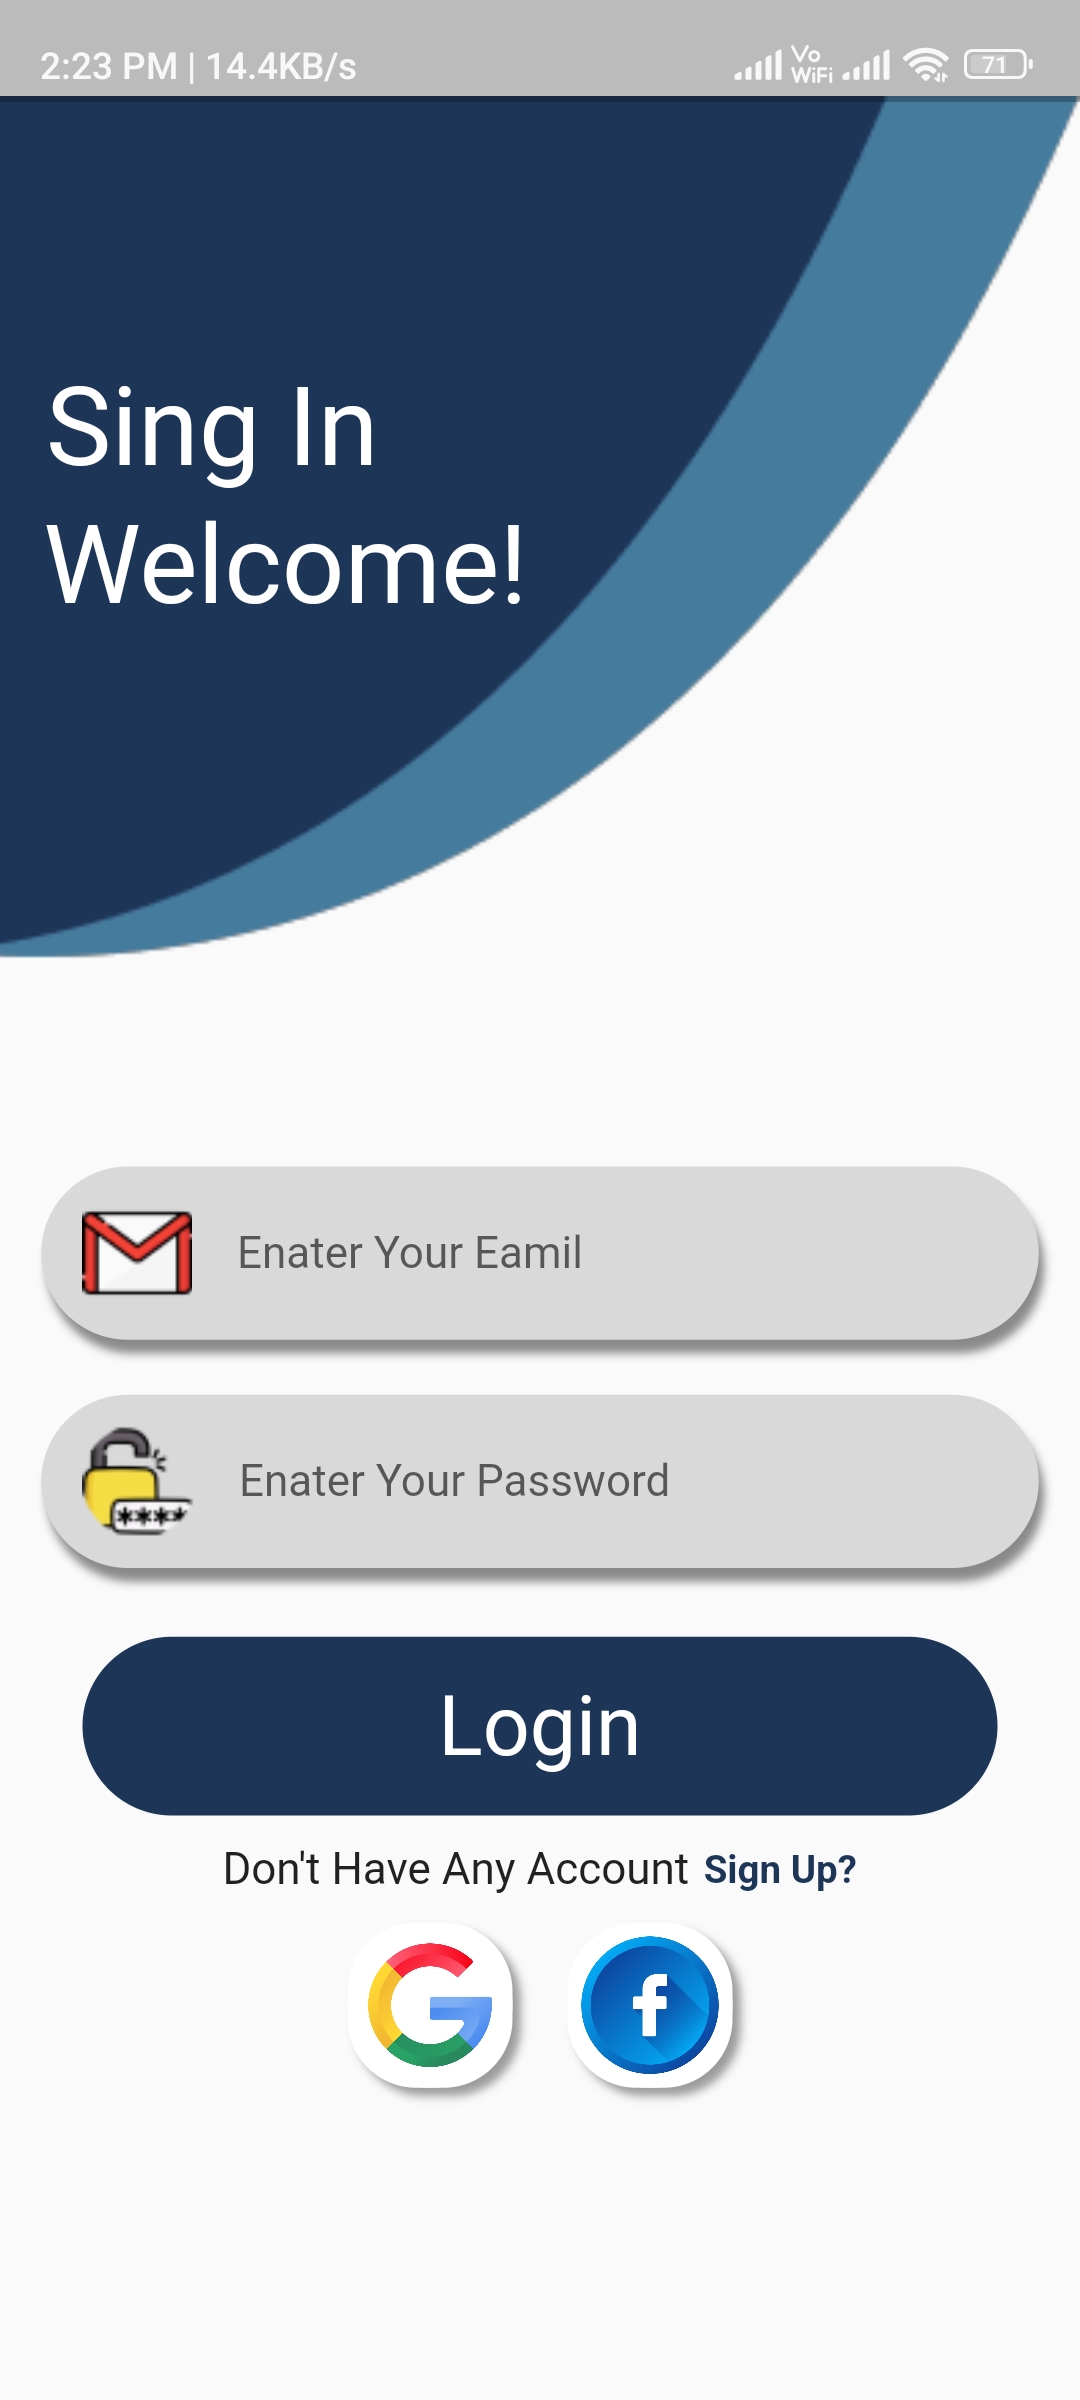 2:23 PM | 14.4KB/s Vo WiFi 71
Sing In
Welcome!
Enater Your Eamil
****
Enater Your Password
Login
Don't Have Any Account Sign Up?
G f